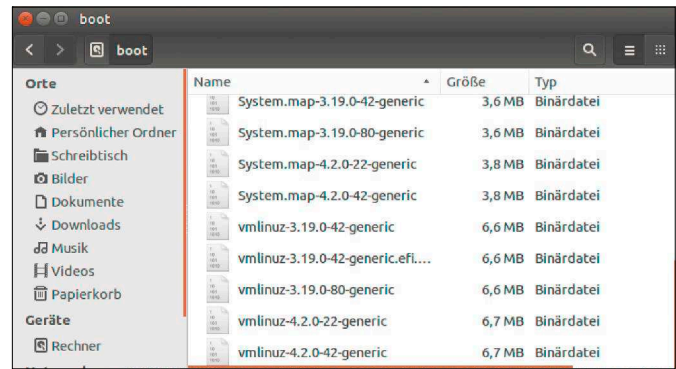 boot
boot
Orte
Zuletzt verwendet
Persönlicher Ordner
Schreibtisch
Bilder
Dokumente
Downloads
Musik
Videos
Papierkorb
Geräte
Rechner
Name Größe Typ
System.map-3.19.0-42-generic 3,6 MB Binärdatei
System.map-3.19.0-80-generic 3,6 MB Binärdatei
System.map-4.2.0-22-generic 3,8 MB Binärdatei
System.map-4.2.0-42-generic 3,8 MB Binärdatei
vmlinuz-3.19.0-42-generic 6,6 MB Binärdatei
vmlinuz-3.19.0-42-generic.efi.... 6,6 MB Binärdatei
vmlinuz-3.19.0-80-generic 6,6 MB Binärdatei
vmlinuz-4.2.0-22-generic 6,7 MB Binärdatei
vmlinuz-4.2.0-42-generic 6,7 MB Binärdatei